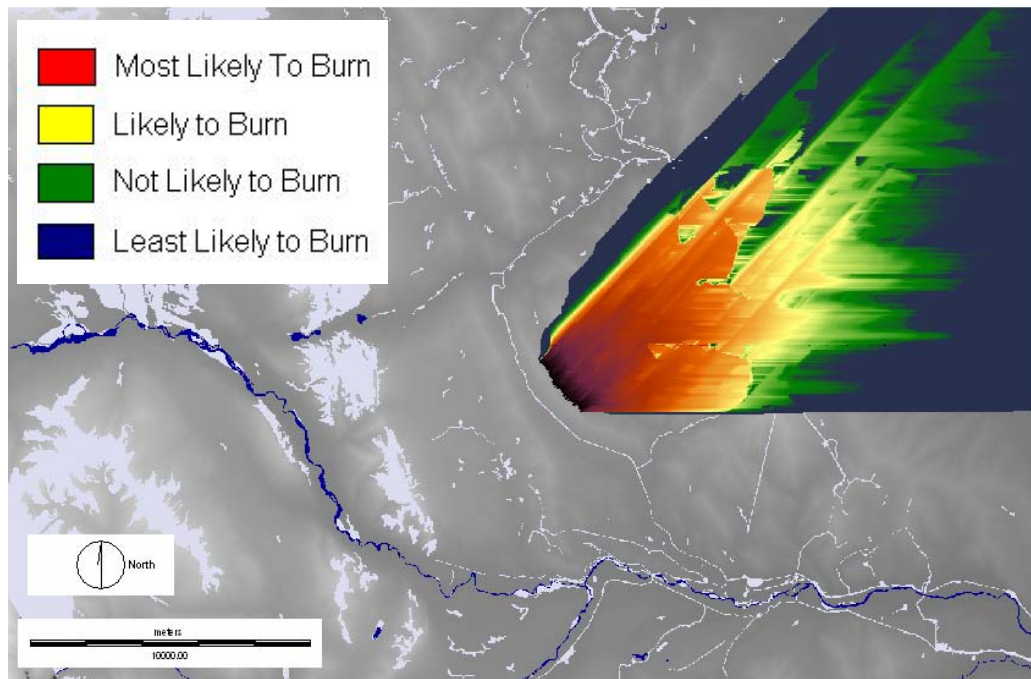 Most Likely To Burn
Likely to Burn
Not Likely to Burn
Least Likely to Burn
North
meters
10000.00